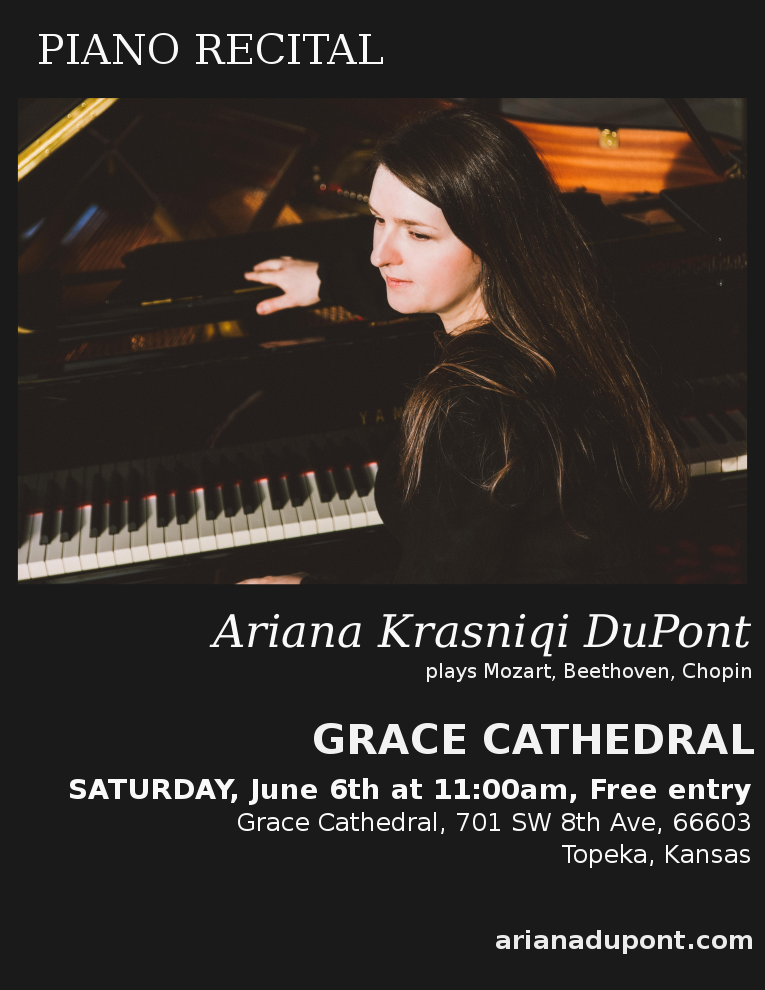 PIANO RECITAL
Ariana Krasniqi DuPont
plays Mozart, Beethoven, Chopin
GRACE CATHEDRAL
SATURDAY, June 6th at 11:00am, Free entry
Grace Cathedral, 701 SW 8th Ave, 66603
Topeka, Kansas
arianadupont.com